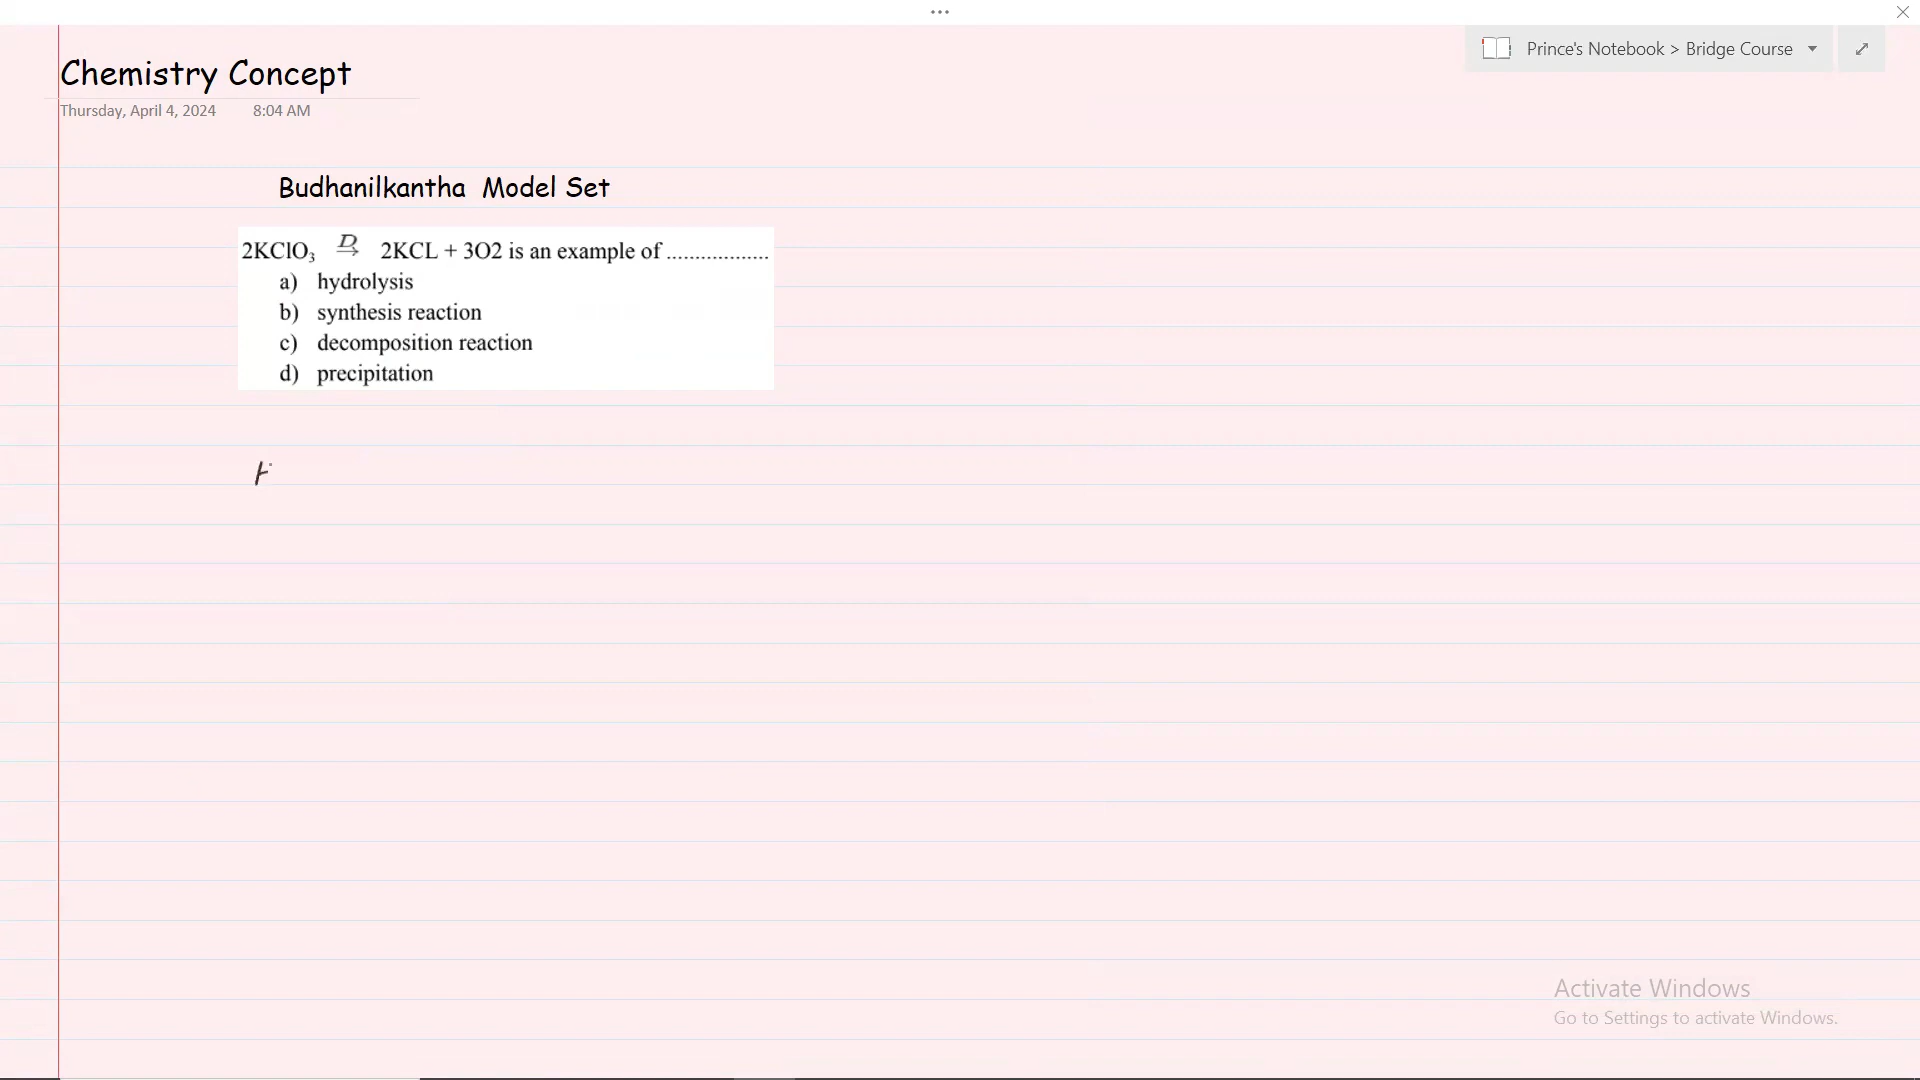 Prince's Notebook > Bridge Course
Chemistry Concept
Thursday, April 4, 2024 8:04 AM
Budhanilkantha Model Set
2KClO₃ D→ 2KCL + 3O2 is an example of ..................
a) hydrolysis
b) synthesis reaction
c) decomposition reaction
d) precipitation
Activate Windows
Go to Settings to activate Windows.